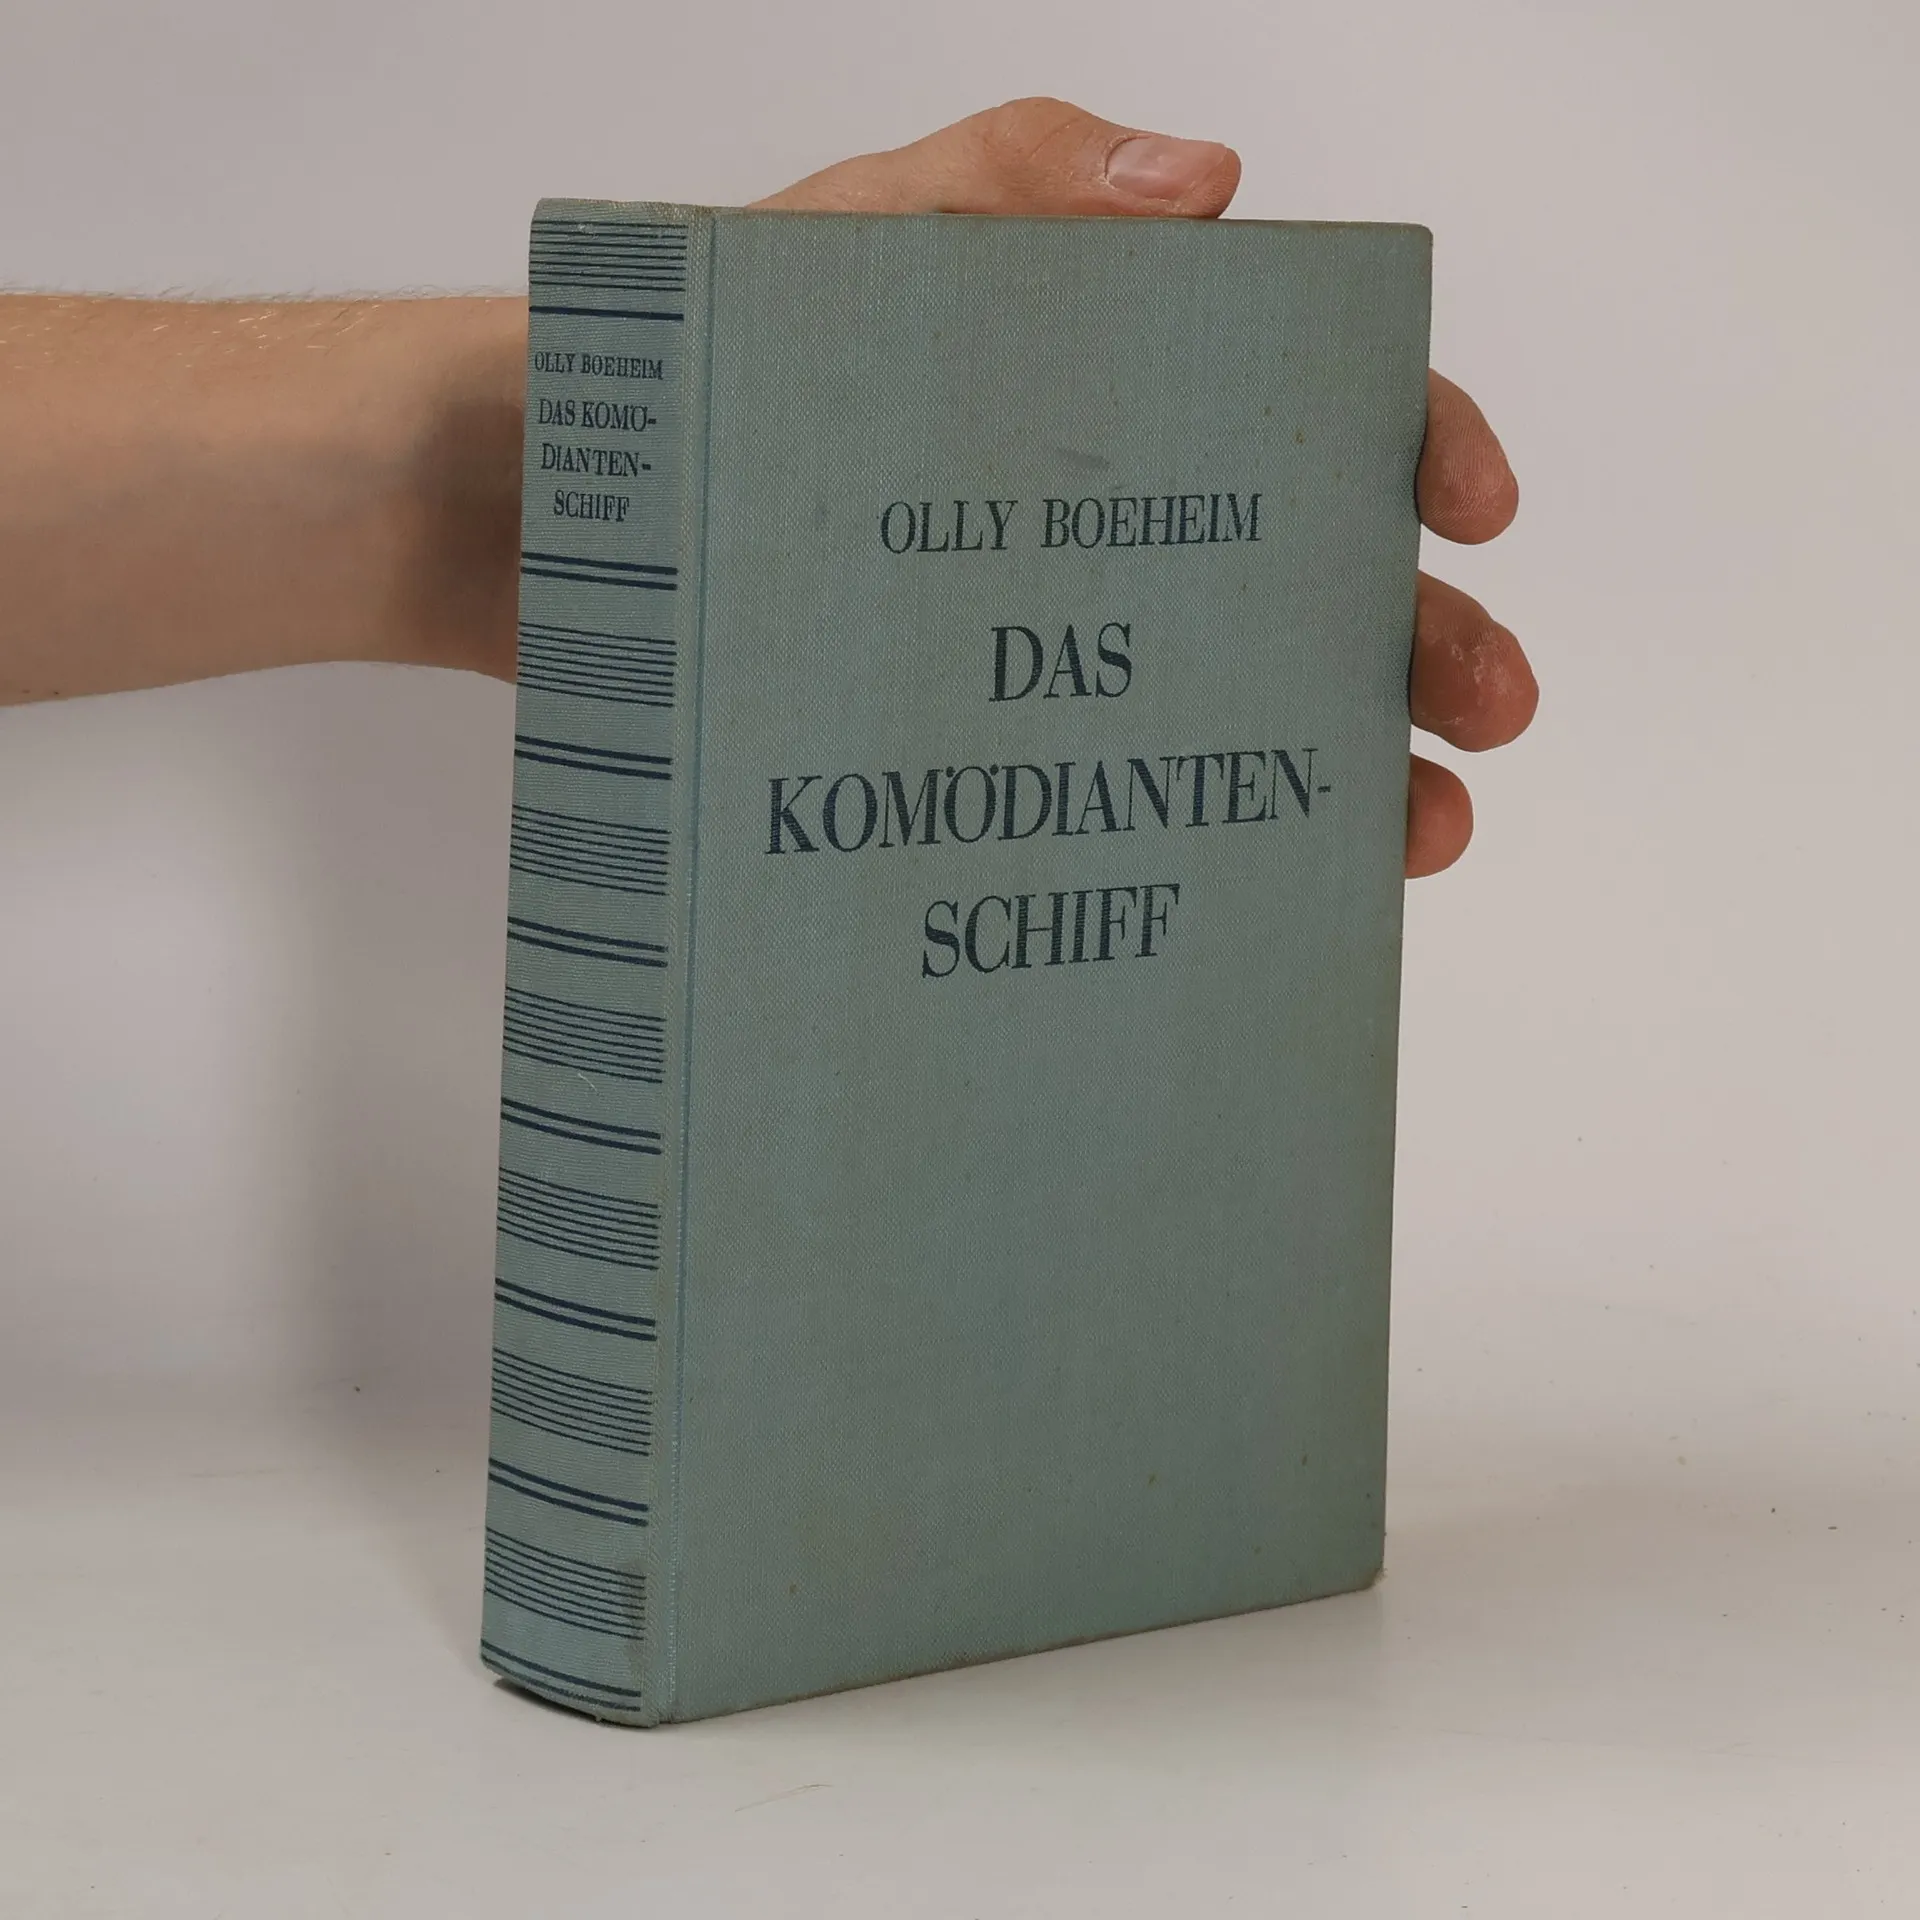 OLLY BOEHEIM
DAS KOMÖ-
DIANTEN-
SCHIFF
OLLY BOEHEIM
DAS
KOMÖDIANTEN-
SCHIFF